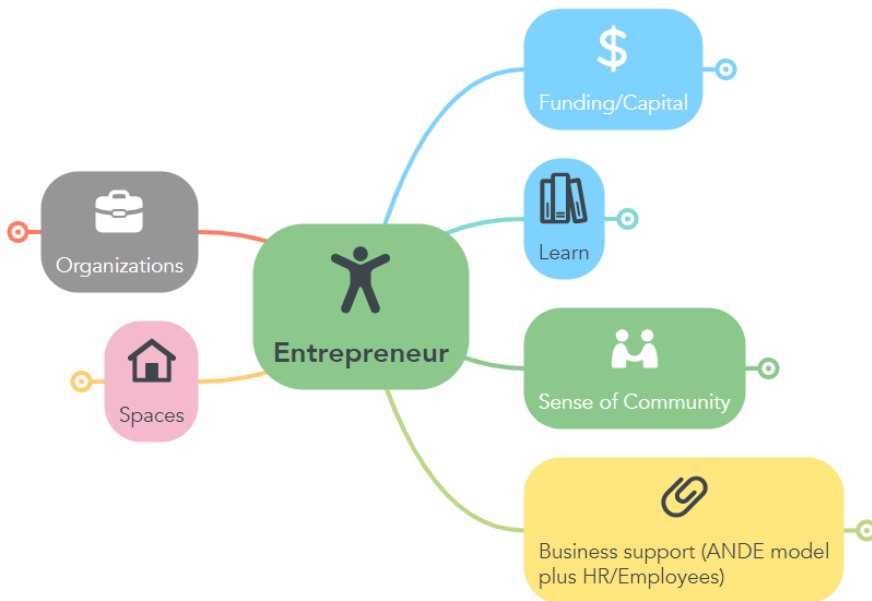 $
Funding/Capital
Learn
Organizations
Entrepreneur
Spaces
Sense of Community
Business support (ANDE model
plus HR/Employees)